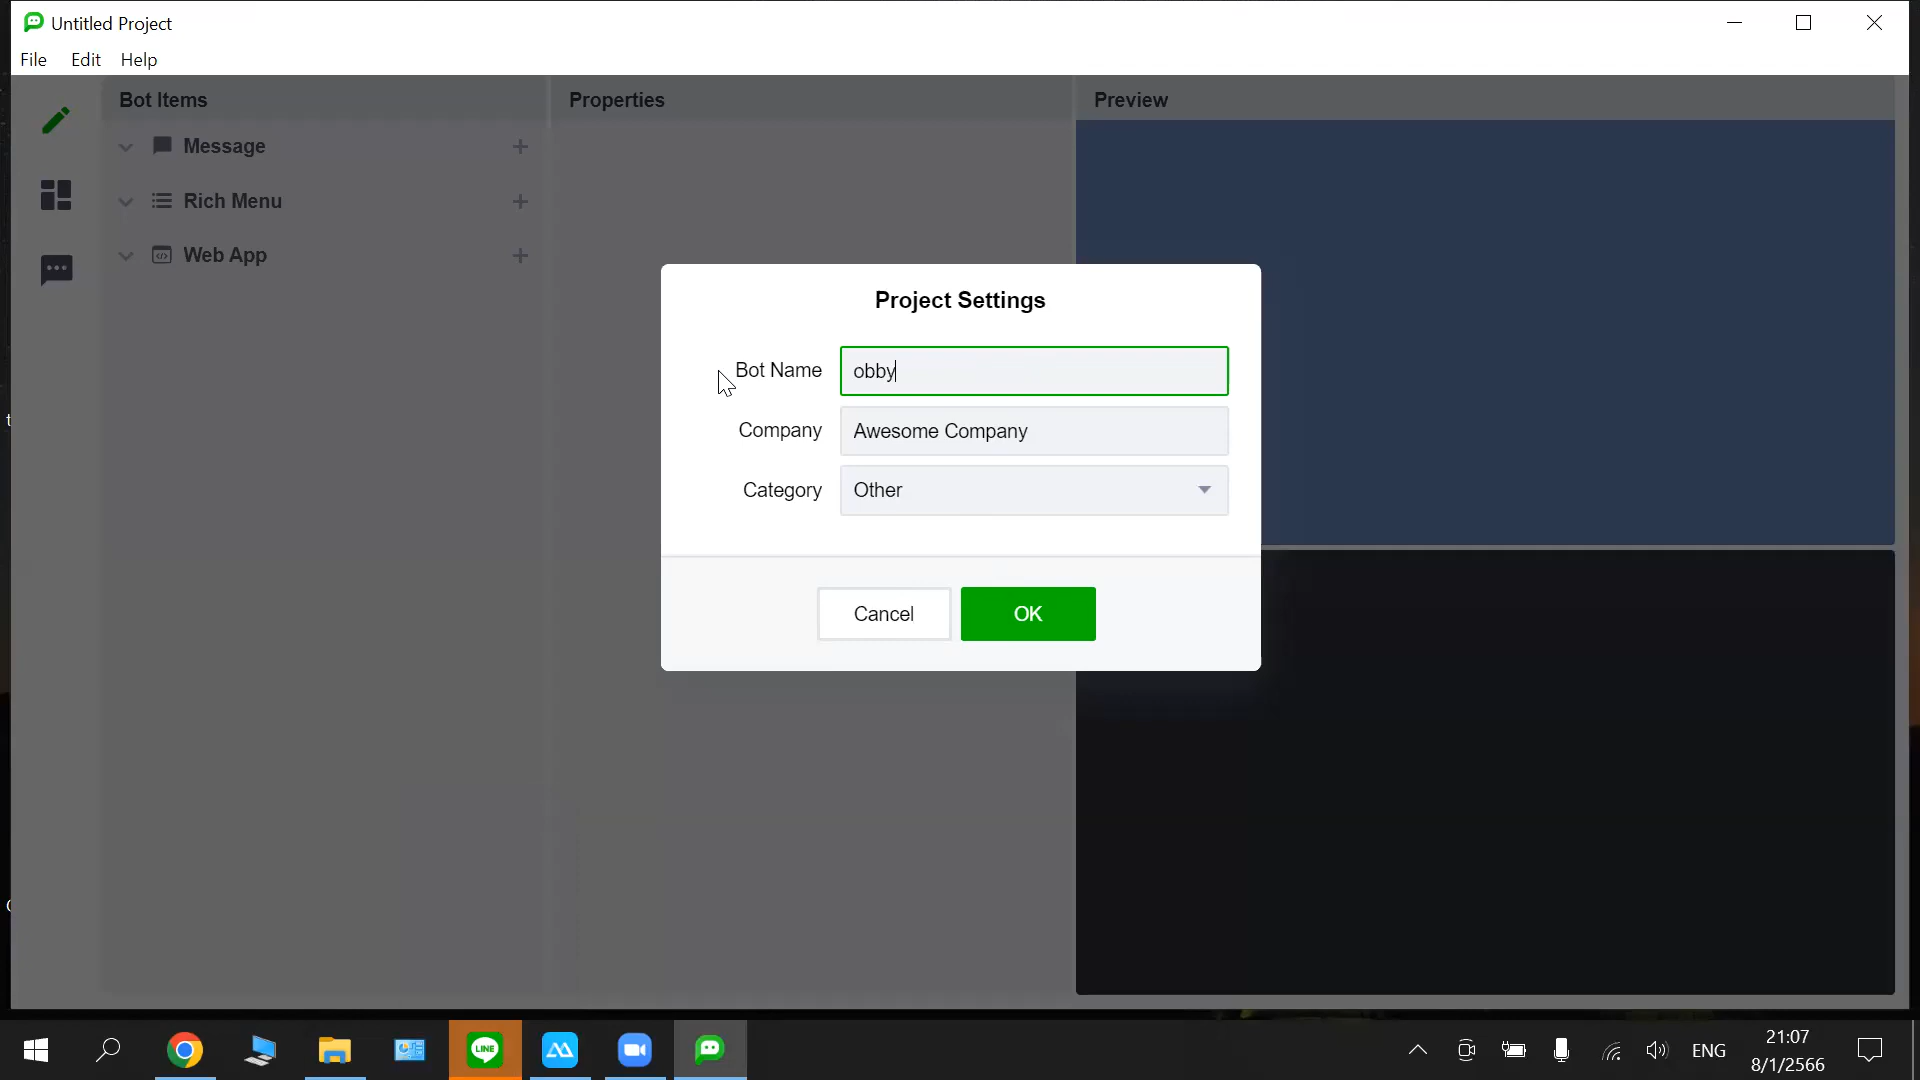 Untitled Project
File Edit Help
Bot Items Properties Preview
Message
Rich Menu
Web App
Project Settings
Bot Name obby
Company Awesome Company
Category Other
Cancel OK
LINE
ENG
21:07
8/1/2566